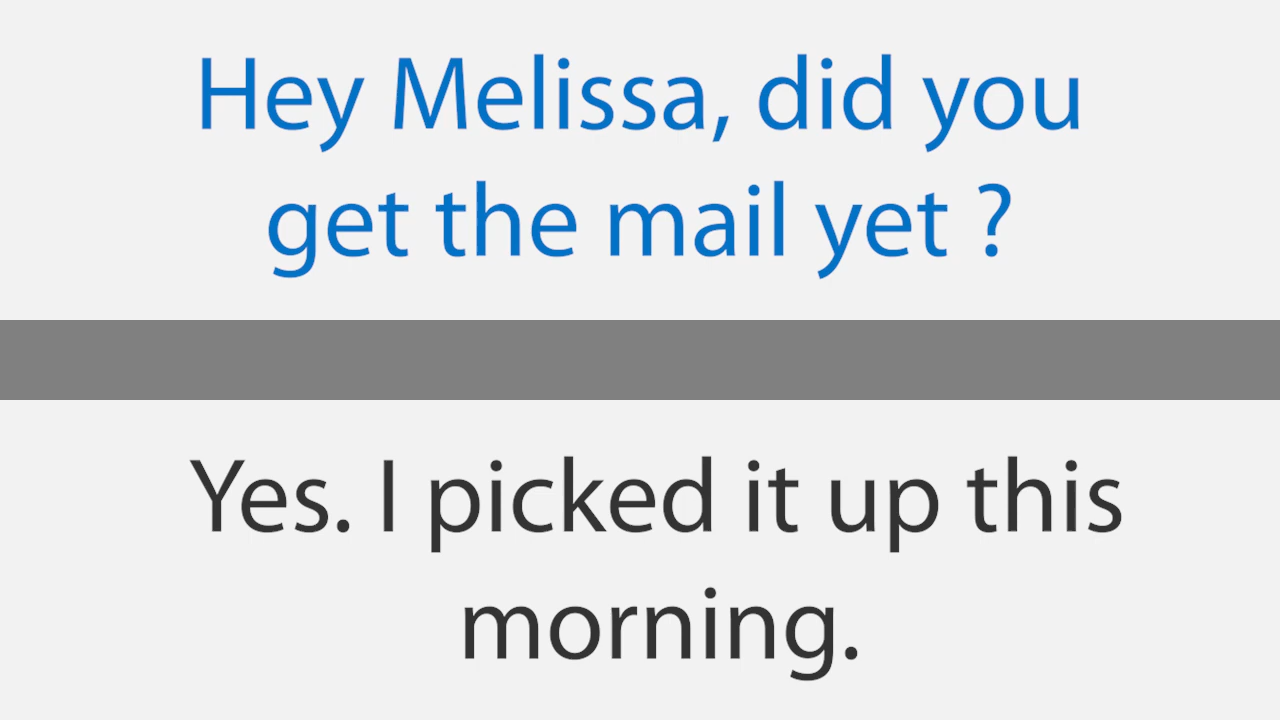 Hey Melissa, did you
get the mail yet ?
Yes. I picked it up this
morning.